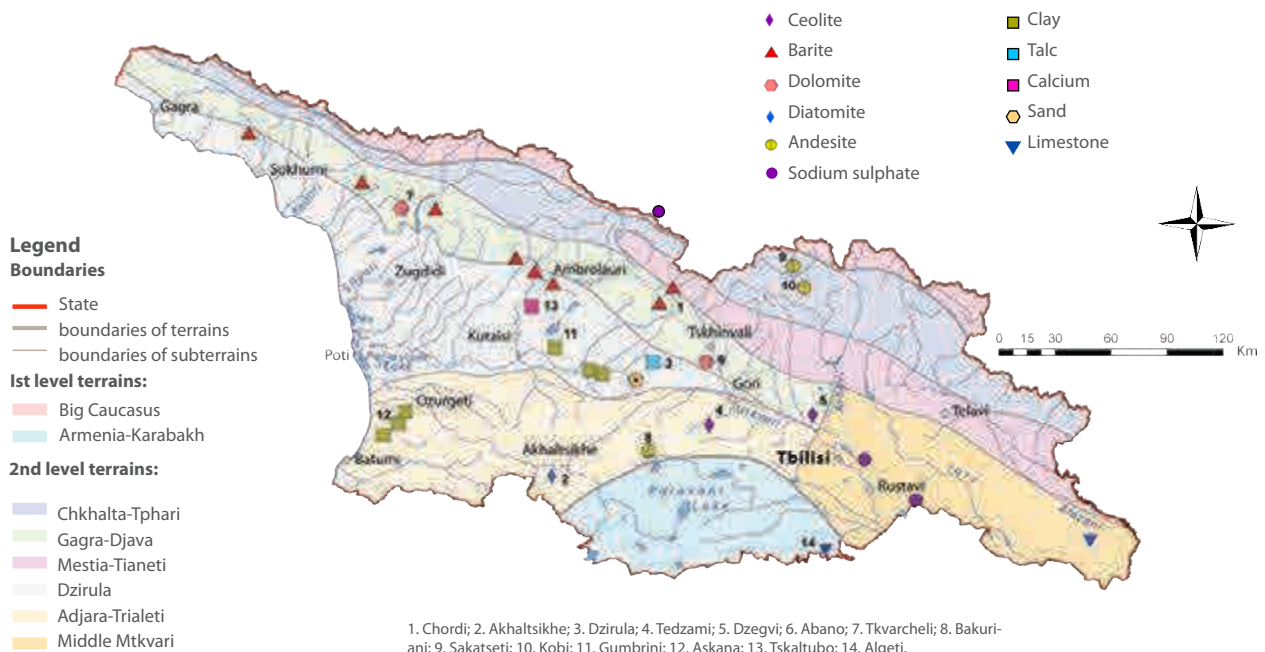 Ceolite
Barite
Dolomite
Diatomite
Andesite
Sodium sulphate
Clay
Talc
Calcium
Sand
Limestone
Legend
Boundaries
State
boundaries of terrains
boundaries of subterrains
1st level terrains:
Big Caucasus
Armenia-Karabakh
2nd level terrains:
Chkhalta-Tphari
Gagra-Djava
Mestia-Tianeti
Dzirula
Adjara-Trialeti
Middle Mtkvari
Gagra
Sokhumi
7
Zugdidi
Ambrolauri
9
10
1
13
Kutaisi
11
Tskhinvali
Poti
3
9
Gori
0 15 30 60 90 120
Km
12
Ozurgeti
4
5
Telavi
Batumi
Akhaltsikhe
8
2
Tbilisi
Rustavi
Lake
14
1. Chordi; 2. Akhaltsikhe; 3. Dzirula; 4. Tedzami; 5. Dzegvi; 6. Abano; 7. Tkvarcheli; 8. Bakuri-
ani; 9. Sakatseti; 10. Kobi; 11. Gumbrini; 12. Askana; 13. Tskaltubo; 14. Algeti.